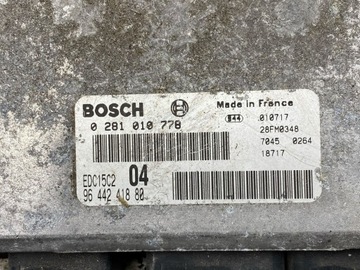 BOSCH
Made in France
0 281 010 778
e44 010717
28FM0348
7045 0264
18717
EDC15C2 04
96 442 418 80